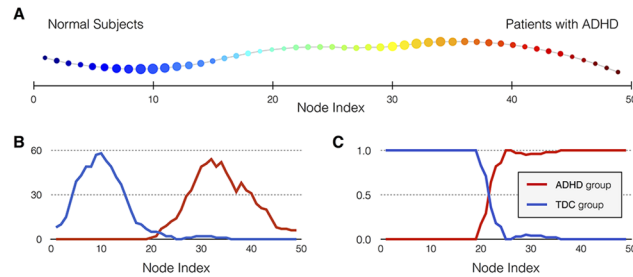 A
Normal Subjects
Patients with ADHD
0 10 20 30 40 50
Node Index
B
60
30
0
0 10 20 30 40 50
Node Index
C
1.0
0.5
0
ADHD group
TDC group
0 10 20 30 40 50
Node Index